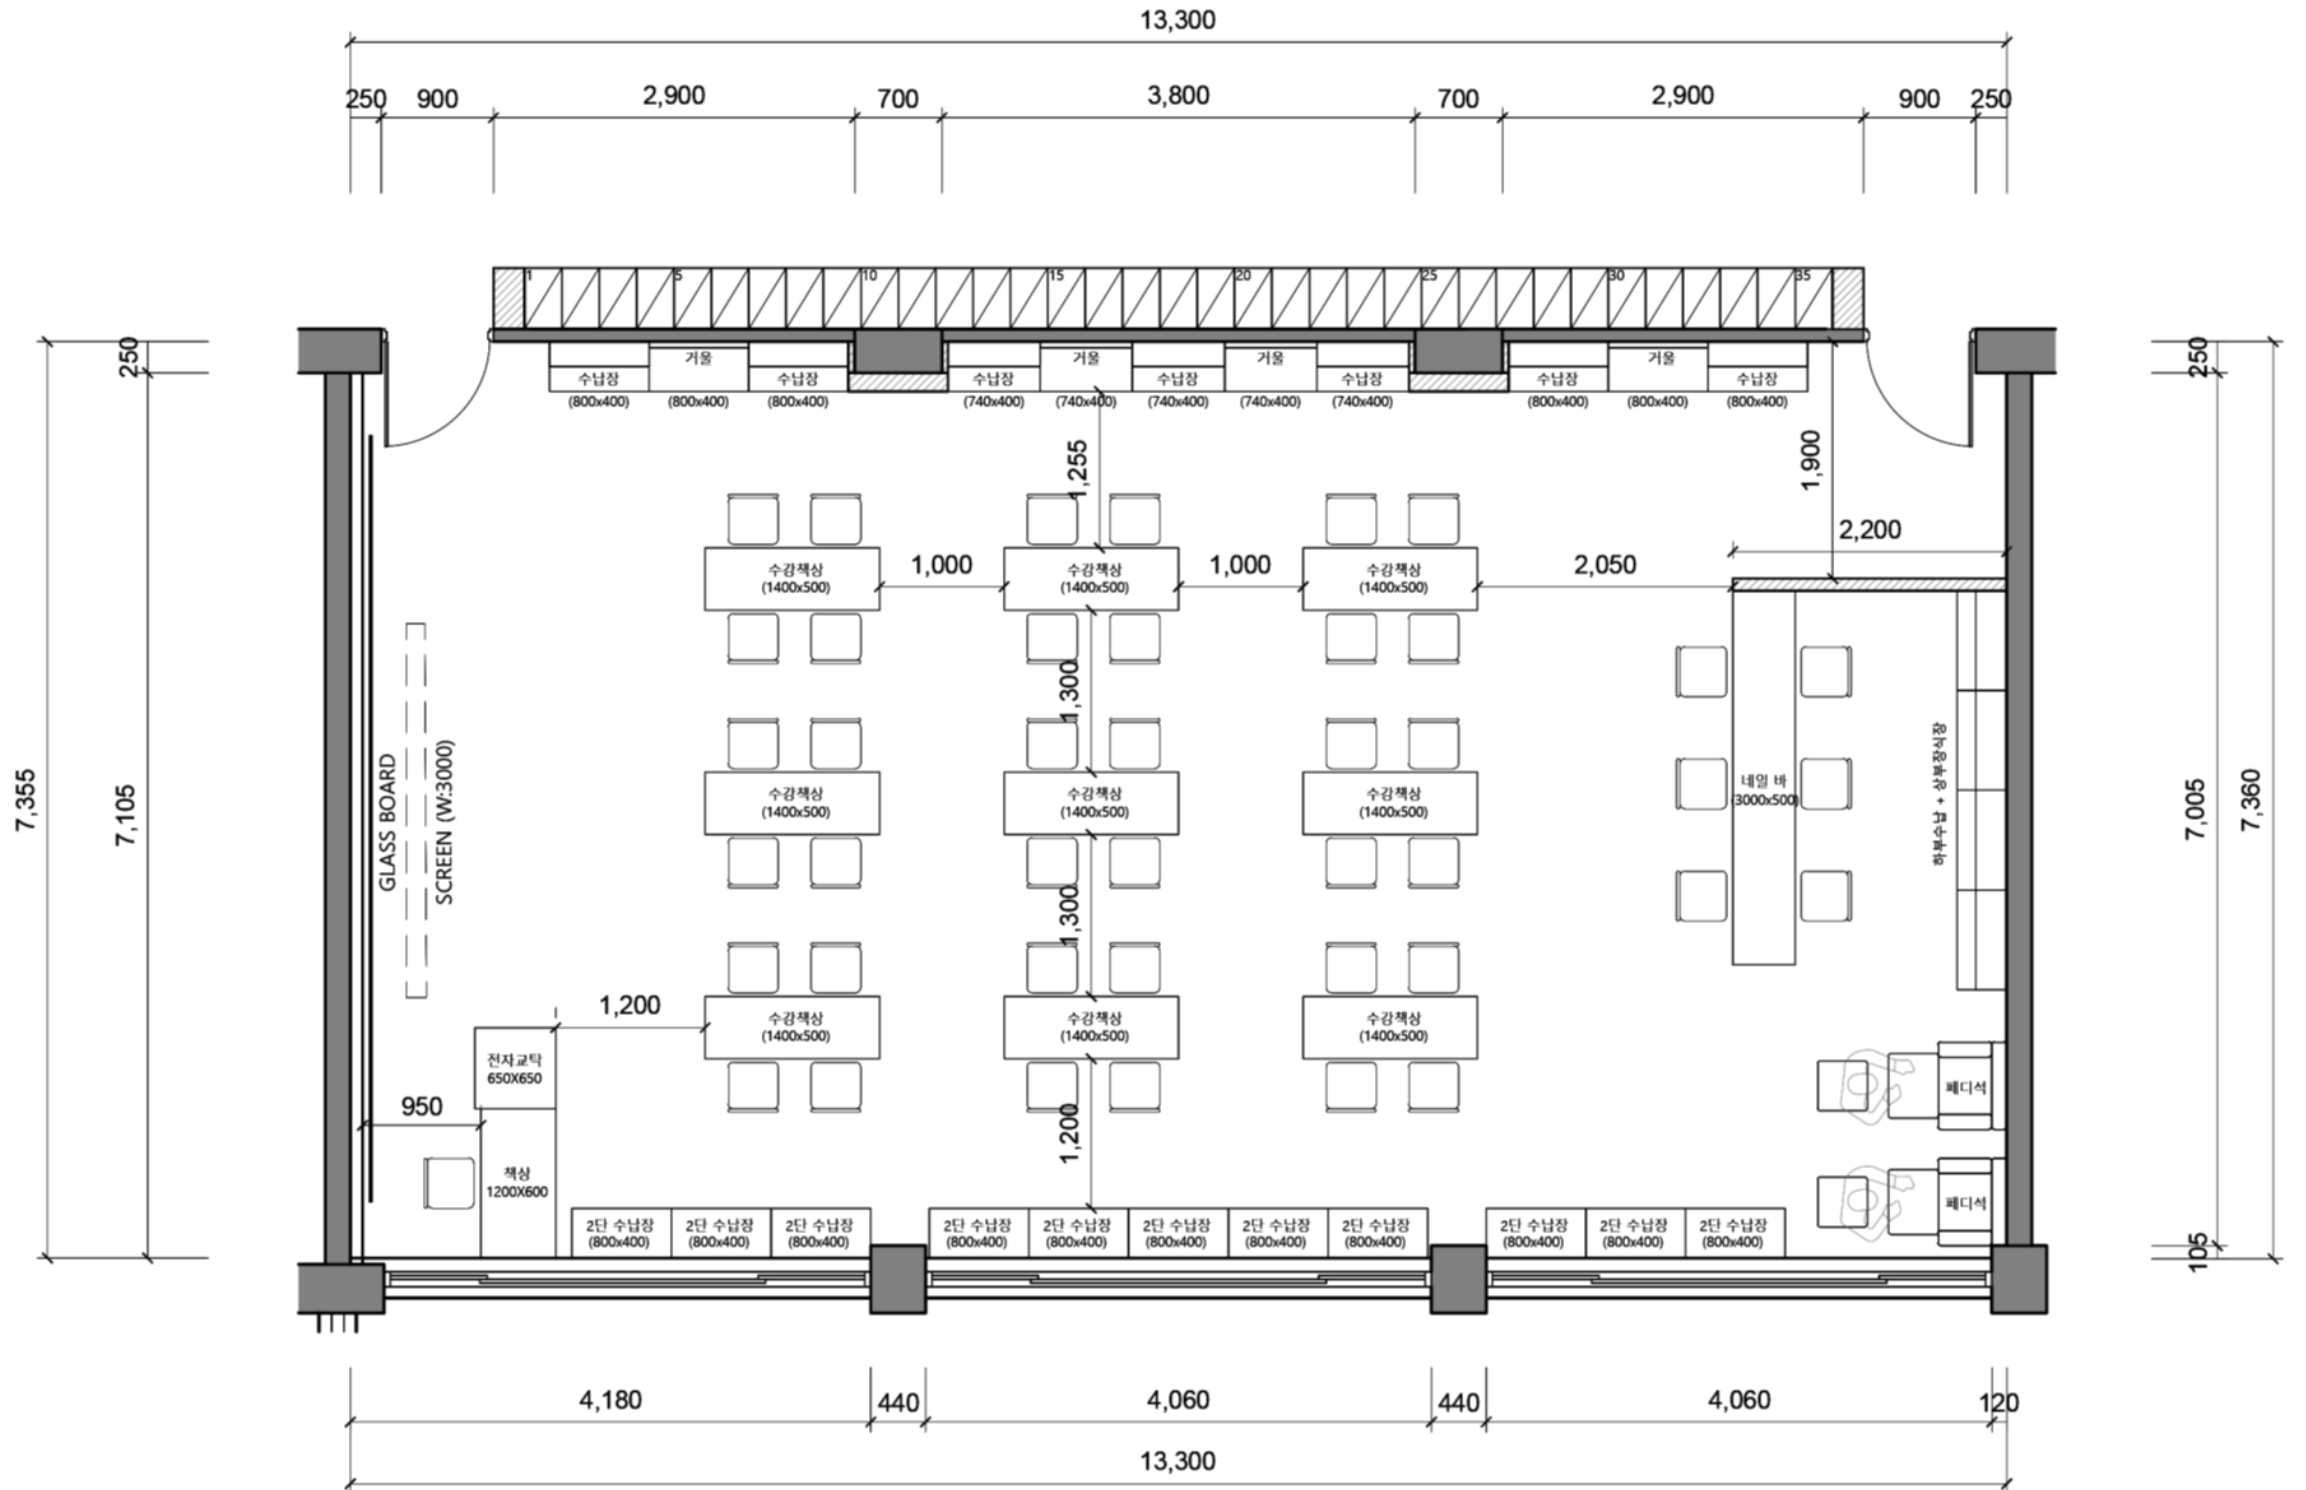 13,300
250 900 2,900 700 3,800 700 2,900 900 250
1 5 10 15 20 25 30 35
250
250
거울 거울 거울 거울
수납장 수납장 수납장 수납장 수납장 수납장 수납장
(800x400) (800x400) (800x400) (740x400) (740x400) (740x400) (740x400) (740x400) (800x400) (800x400) (800x400)
1,255
1,900
2,200
1,000 1,000 2,050
수강책상 수강책상 수강책상
(1400x500) (1400x500) (1400x500)
1,300
네일 바
(3000x500)
하부수납 + 상부장식장
수강책상 수강책상 수강책상
(1400x500) (1400x500) (1400x500)
GLASS BOARD
SCREEN (W:3000)
7,355
7,105
7,005
7,360
1,300
1,200
수강책상 수강책상 수강책상
(1400x500) (1400x500) (1400x500)
전자교탁
650X650
950
1,200
페디석
책상
1200X600
페디석
2단 수납장 2단 수납장 2단 수납장 2단 수납장 2단 수납장 2단 수납장 2단 수납장 2단 수납장 2단 수납장 2단 수납장 2단 수납장
(800x400) (800x400) (800x400) (800x400) (800x400) (800x400) (800x400) (800x400) (800x400) (800x400) (800x400)
105
4,180 440 4,060 440 4,060 120
13,300